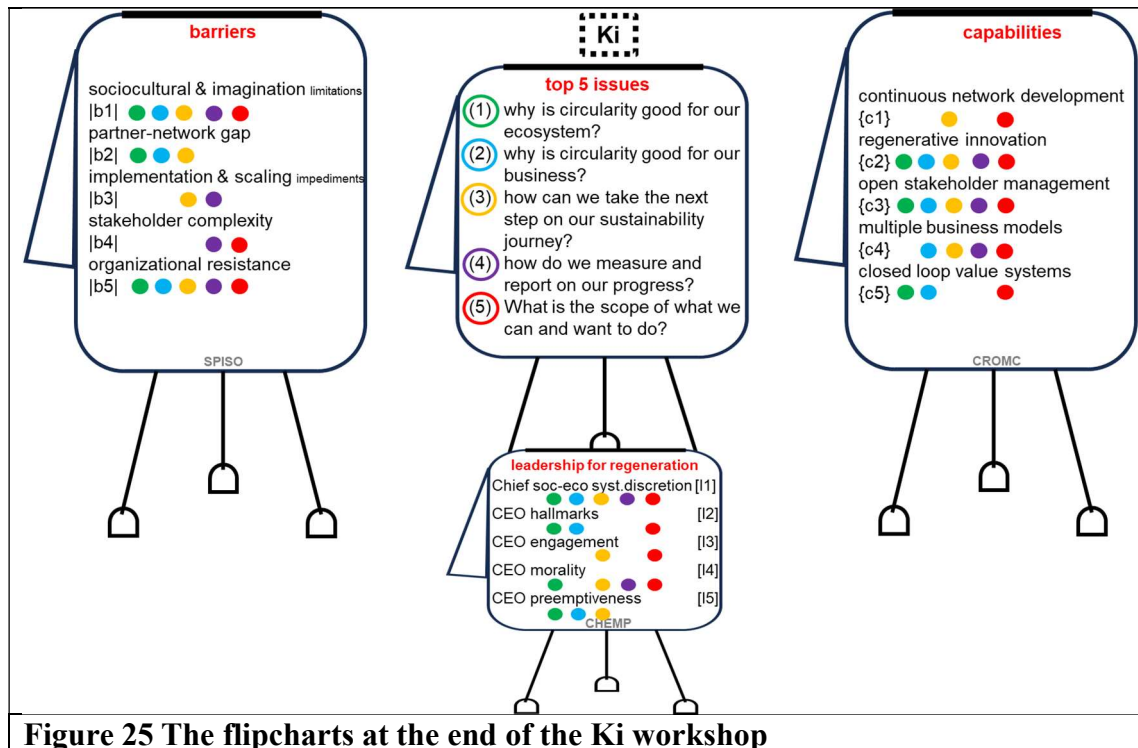 barriers
sociocultural & imagination limitations
|b1|
partner-network gap
|b2|
implementation & scaling impediments
|b3|
stakeholder complexity
|b4|
organizational resistance
|b5|
SPISO
Ki
top 5 issues
(1) why is circularity good for our
ecosystem?
(2) why is circularity good for our
business?
(3) how can we take the next
step on our sustainability
journey?
(4) how do we measure and
report on our progress?
(5) What is the scope of what we
can and want to do?
capabilities
continuous network development
{c1}
regenerative innovation
{c2}
open stakeholder management
{c3}
multiple business models
{c4}
closed loop value systems
{c5}
CROMC
leadership for regeneration
Chief soc-eco syst.discretion [l1]
CEO hallmarks [l2]
CEO engagement [l3]
CEO morality [l4]
CEO preemptiveness [l5]
CHEMP
Figure 25 The flipcharts at the end of the Ki workshop